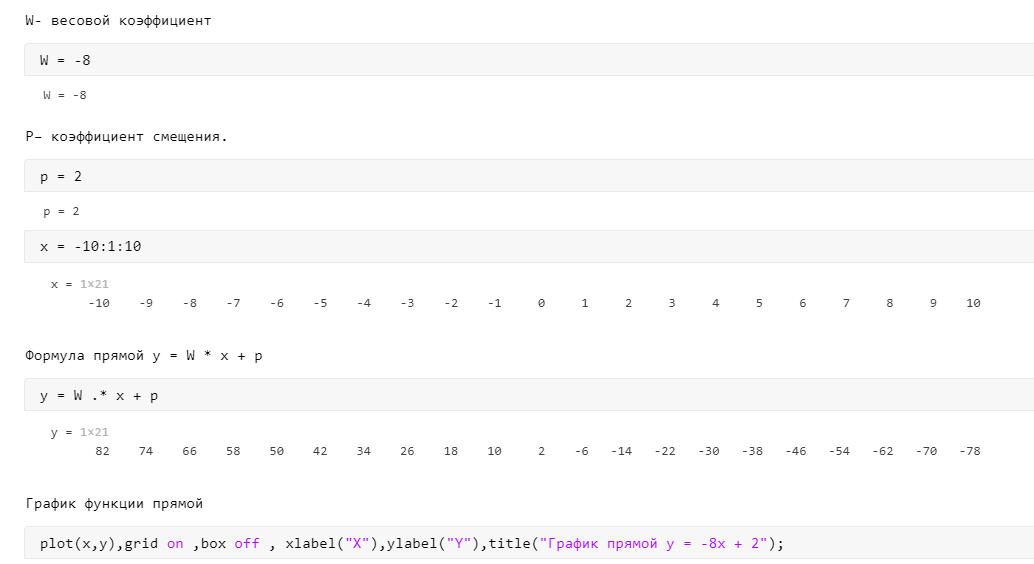 W- весовой коэффициент
W = -8
W = -8
P– коэффициент смещения.
p = 2
p = 2
x = -10:1:10
x = 1×21
-10 -9 -8 -7 -6 -5 -4 -3 -2 -1 0 1 2 3 4 5 6 7 8 9 10
Формула прямой y = W * x + p
y = W .* x + p
y = 1×21
82 74 66 58 50 42 34 26 18 10 2 -6 -14 -22 -30 -38 -46 -54 -62 -70 -78
График функции прямой
plot(x,y),grid on ,box off , xlabel("X"),ylabel("Y"),title("График прямой y = -8x + 2");